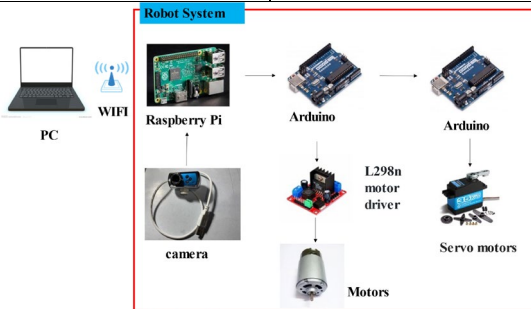 Robot System
WIFI
PC
Raspberry Pi
Arduino
Arduino
L298n
motor
driver
camera
Servo motors
Motors